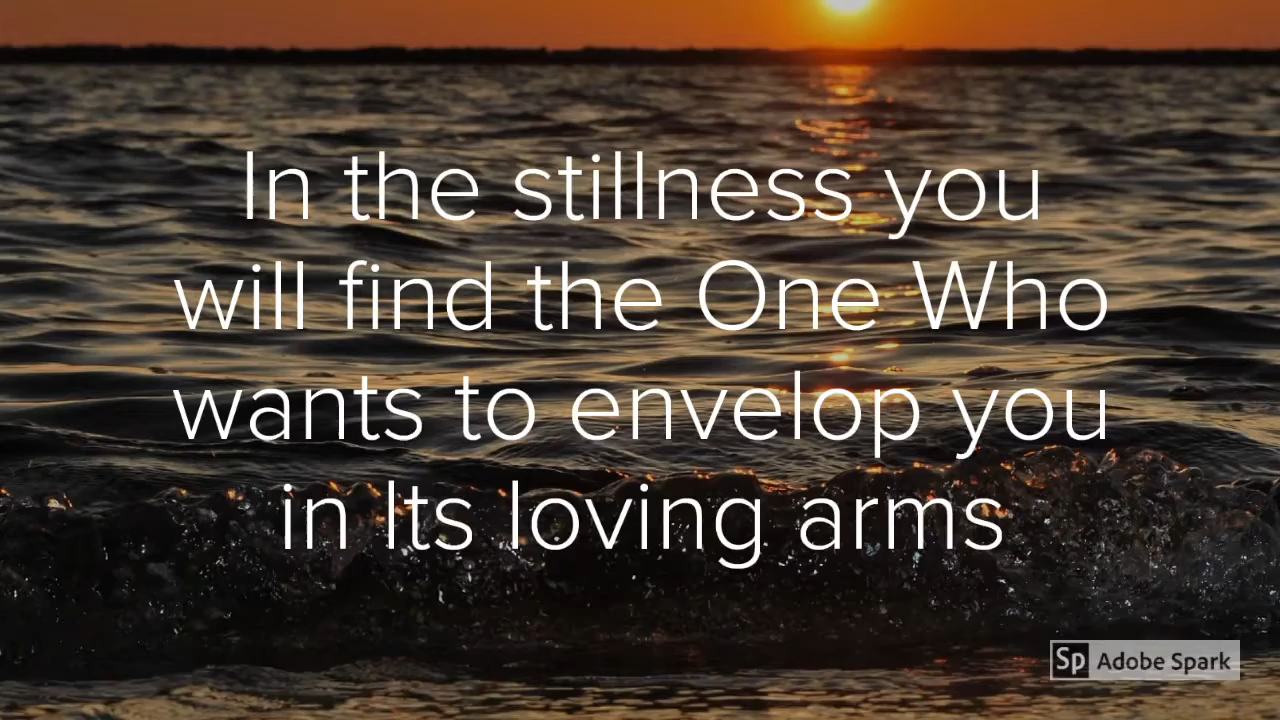 In the stillness you
will find the One Who
wants to envelop you
in Its loving arms
Sp Adobe Spark